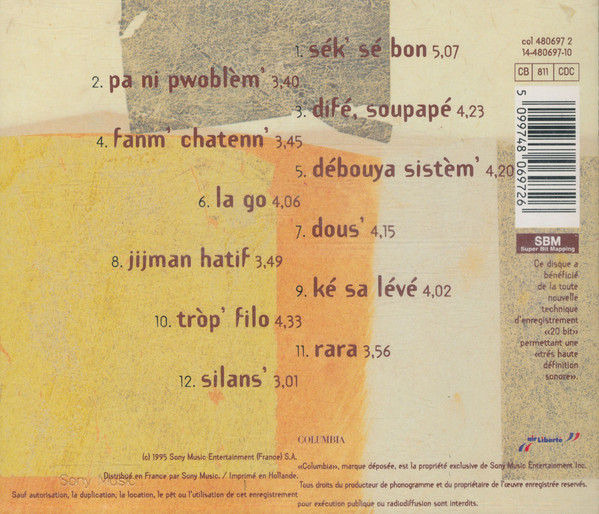 1. sék' sé bon 5,07
2. pa ni pwoblèm' 3,40
3. difé, soupapé 4,23
4. fanm' chatenn' 3,45
5. débouya sistèm' 4,20
6. la go 4,06
7. dous' 4,15
8. jijman hatif 3,49
9. ké sa lévé 4,02
10. tròp' filo 4,33
11. rara 3,56
12. silans' 3,01
col 480697 2
14-480697-10
CB 811 CDC
5 099748 069726
SBM
Super Bit Mapping
Ce disque a
bénéficié
de la toute
nouvelle
technique
d'enregistrement
«20 bit»
permettant une
«très haute
définition
sonore».
air Liberté
COLUMBIA
(c) 1995 Sony Music Entertainment (France) S.A.
Distribué en France par Sony Music. / Imprimé en Hollande.
Sony Music
Sauf autorisation, la duplication, la location, le pêt ou l'utilisation de cet enregistrement
«Columbia», marque déposée, est la propriété exclusive de Sony Music Entertainment Inc.
Tous droits du producteur de phonogramme et du propriétaire de l'œuvre enregistrée réservés.
pour exécution publique ou radiodiffusion sont interdits.